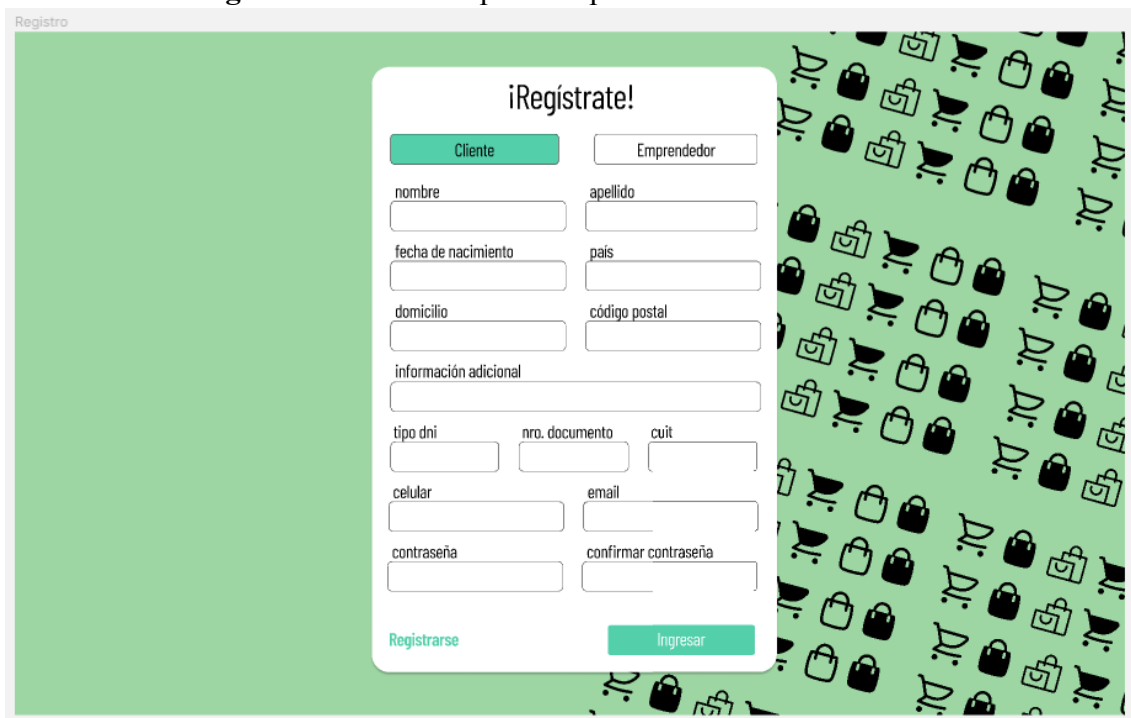 Registro
¡Regístrate!
Cliente Emprendedor
nombre apellido
fecha de nacimiento país
domicilio código postal
información adicional
tipo dni nro. documento cuit
celular email
contraseña confirmar contraseña
Registrarse Ingresar